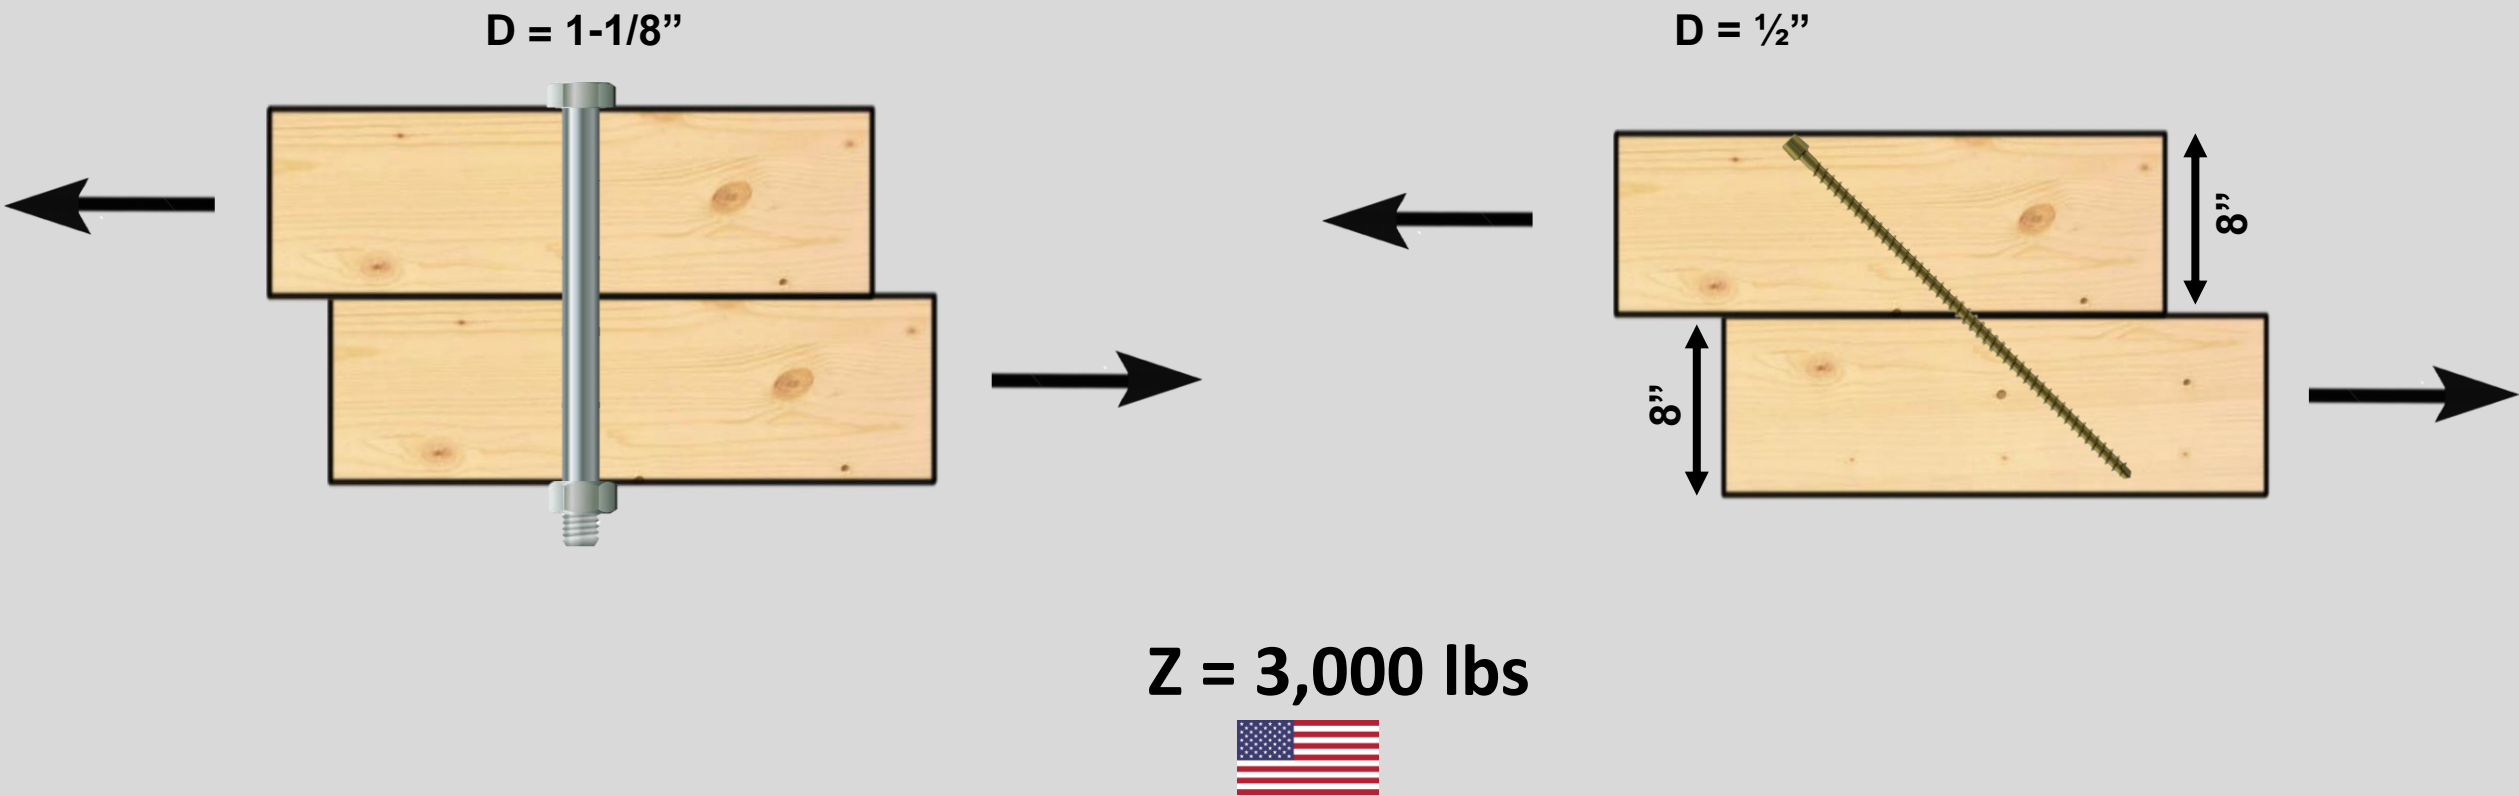 D = 1-1/8”
D = ½”
8”
8”
Z = 3,000 lbs